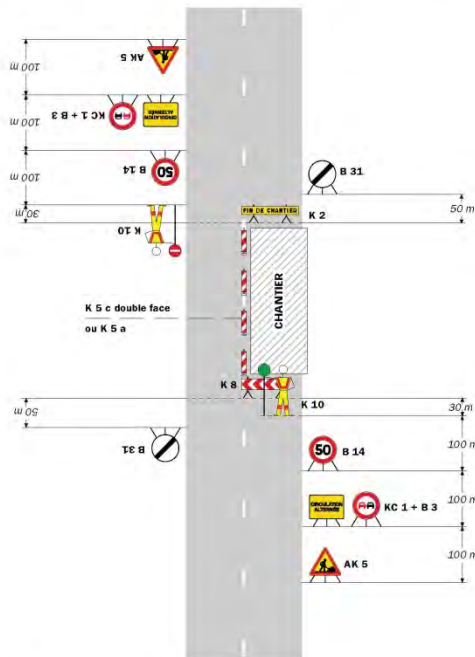 100 m
AK 5
100 m
KC 1 + B 3
CIRCULATION
ALTERNÉE
100 m
B 14
50
30 m
K 10
B 31
FIN DE CHANTIER
K 2
50 m
K 5 c double face
ou K 5 a
CHANTIER
K 8
K 10
30 m
50 m
B 31
50
B 14
100 m
CIRCULATION
ALTERNÉE
KC 1 + B 3
100 m
AK 5
100 m